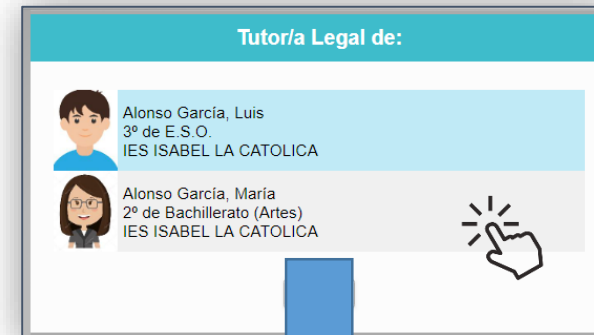 Tutor/a Legal de:
Alonso García, Luis
3º de E.S.O.
IES ISABEL LA CATOLICA
Alonso García, María
2º de Bachillerato (Artes)
IES ISABEL LA CATOLICA